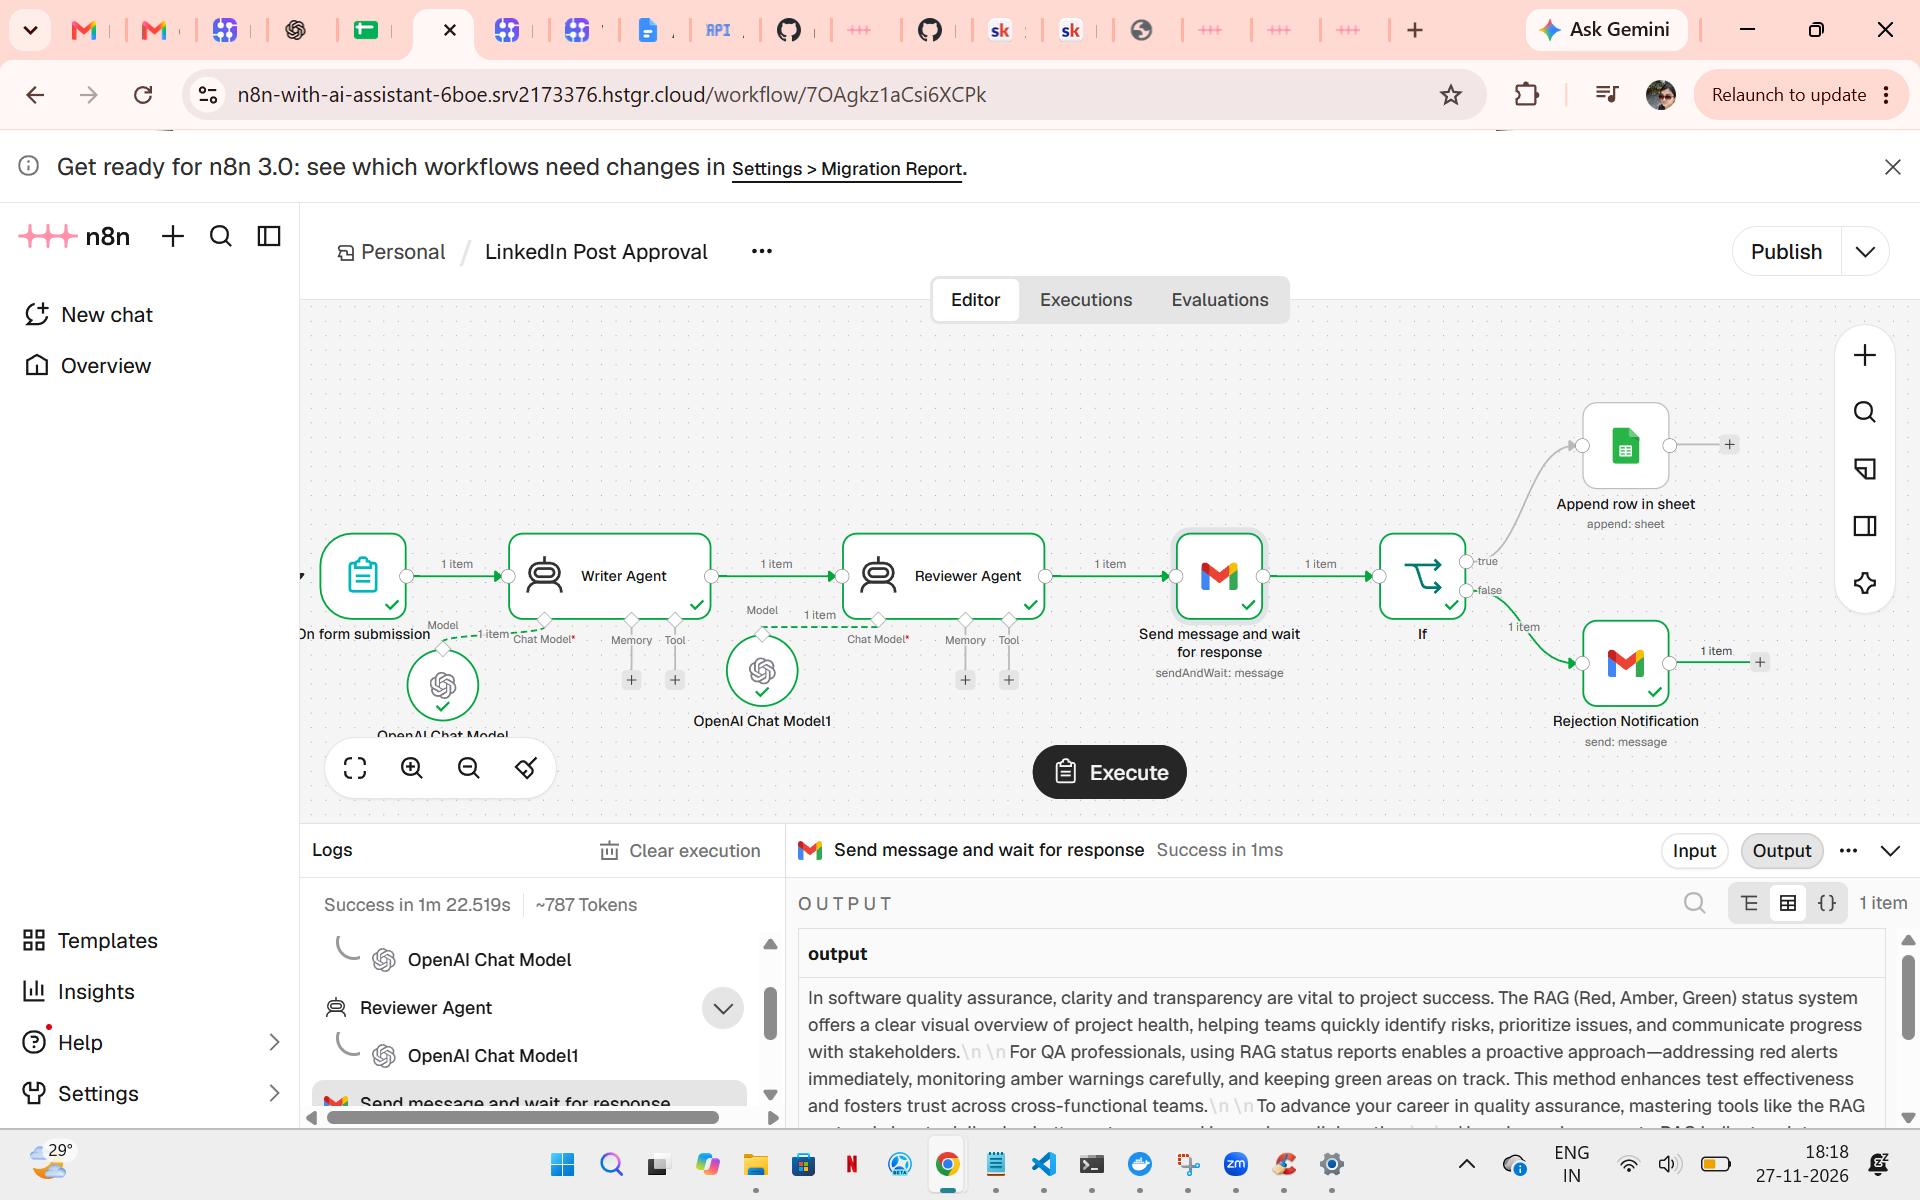 API
sk
sk
Ask Gemini
n8n-with-ai-assistant-6boe.srv2173376.hstgr.cloud/workflow/7OAgkz1aCsi6XCPk
Relaunch to update
Get ready for n8n 3.0: see which workflows need changes in Settings > Migration Report.
n8n
Personal / LinkedIn Post Approval
Publish
Editor
Executions
Evaluations
New chat
Overview
Append row in sheet
append: sheet
1 item
1 item
1 item
1 item
Writer Agent
Reviewer Agent
true
false
On form submission
Model
1 item
Chat Model*
Memory
Tool
Model
1 item
Chat Model*
Memory
Tool
Send message and wait
for response
sendAndWait: message
If
1 item
1 item
OpenAI Chat Model
OpenAI Chat Model1
Rejection Notification
send: message
Execute
Logs
Clear execution
Send message and wait for response
Success in 1ms
Input
Output
Success in 1m 22.519s
~787 Tokens
OUTPUT
1 item
OpenAI Chat Model
Reviewer Agent
OpenAI Chat Model1
Send message and wait for response
output
In software quality assurance, clarity and transparency are vital to project success. The RAG (Red, Amber, Green) status system
offers a clear visual overview of project health, helping teams quickly identify risks, prioritize issues, and communicate progress
with stakeholders.\n \n For QA professionals, using RAG status reports enables a proactive approach—addressing red alerts
immediately, monitoring amber warnings carefully, and keeping green areas on track. This method enhances test effectiveness
and fosters trust across cross-functional teams.\n \n To advance your career in quality assurance, mastering tools like the RAG
Templates
Insights
Help
Settings
29°
BETA
zm
ENG
IN
18:18
27-11-2026